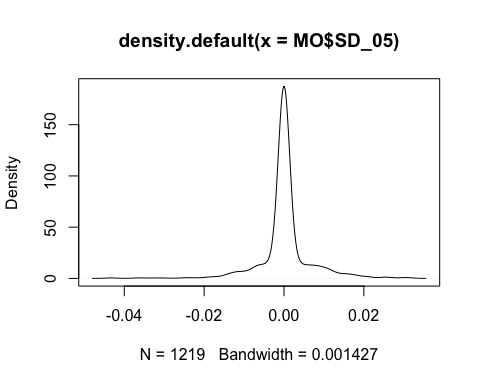 density.default(x = MO$SD_05)
Density
150
100
50
0
-0.04 -0.02 0.00 0.02
N = 1219 Bandwidth = 0.001427